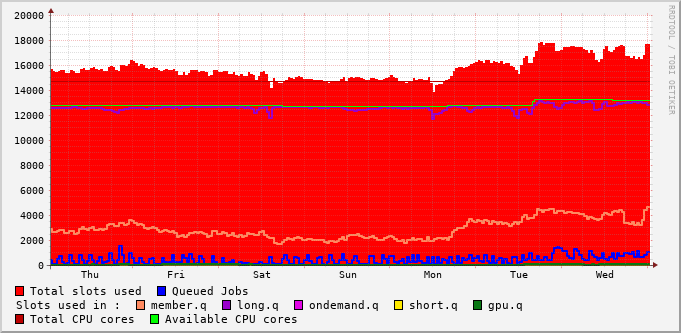 RRDTOOL / TOBI OETIKER
20000
18000
16000
14000
12000
10000
8000
6000
4000
2000
0
Thu Fri Sat Sun Mon Tue Wed
Total slots used Queued Jobs
Slots used in : member.q long.q ondemand.q short.q gpu.q
Total CPU cores Available CPU cores